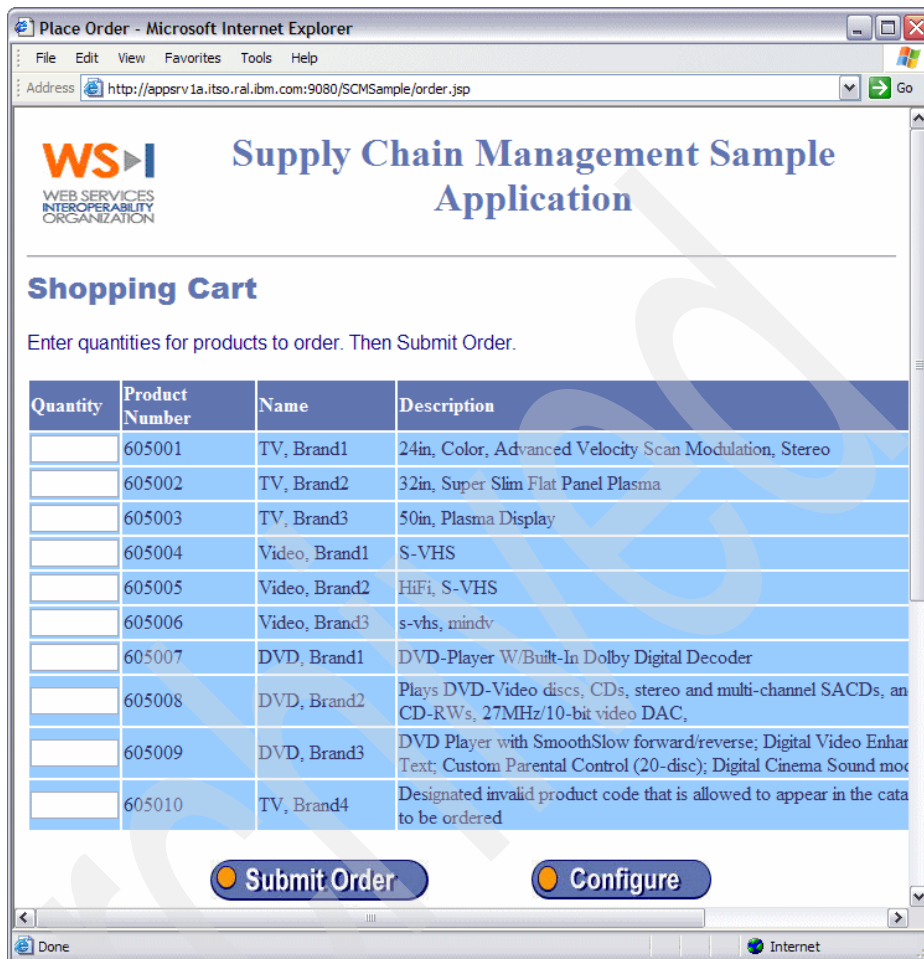 Place Order - Microsoft Internet Explorer
File Edit View Favorites Tools Help
Address http://appsrv1a.itso.ral.ibm.com:9080/SCMSample/order.jsp Go
WS I
WEB SERVICES
INTEROPERABILITY
ORGANIZATION
Supply Chain Management Sample
Application
Shopping Cart
Enter quantities for products to order. Then Submit Order.
Quantity Product Number Name Description
605001 TV, Brand1 24in, Color, Advanced Velocity Scan Modulation, Stereo
605002 TV, Brand2 32in, Super Slim Flat Panel Plasma
605003 TV, Brand3 50in, Plasma Display
605004 Video, Brand1 S-VHS
605005 Video, Brand2 HiFi, S-VHS
605006 Video, Brand3 s-vhs, mindv
605007 DVD, Brand1 DVD-Player W/Built-In Dolby Digital Decoder
605008 DVD, Brand2 Plays DVD-Video discs, CDs, stereo and multi-channel SACDs, an
CD-RWs, 27MHz/10-bit video DAC,
605009 DVD, Brand3 DVD Player with SmoothSlow forward/reverse; Digital Video Enhan
Text; Custom Parental Control (20-disc); Digital Cinema Sound mod
605010 TV, Brand4 Designated invalid product code that is allowed to appear in the cata
to be ordered
Submit Order Configure
Done Internet